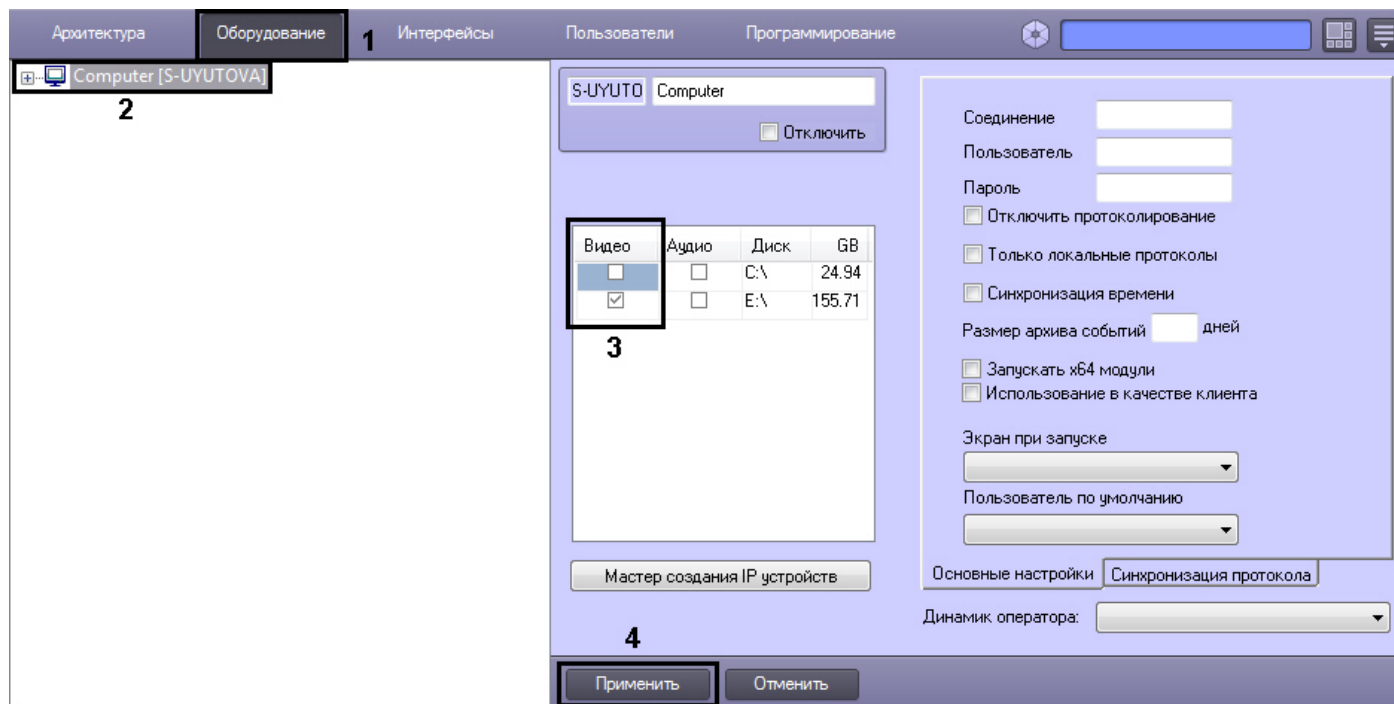 Архитектура Оборудование 1 Интерфейсы Пользователи Программирование
Computer [S-UYUTOVA]
2
S-UYUTO Computer
Отключить
Видео Аудио Диск GB
C:\ 24.94
E:\ 155.71
3
Мастер создания IP устройств
Соединение
Пользователь
Пароль
Отключить протоколирование
Только локальные протоколы
Синхронизация времени
Размер архива событий дней
Запускать x64 модули
Использование в качестве клиента
Экран при запуске
Пользователь по умолчанию
Основные настройки Синхронизация протокола
Динамик оператора:
4
Применить Отменить